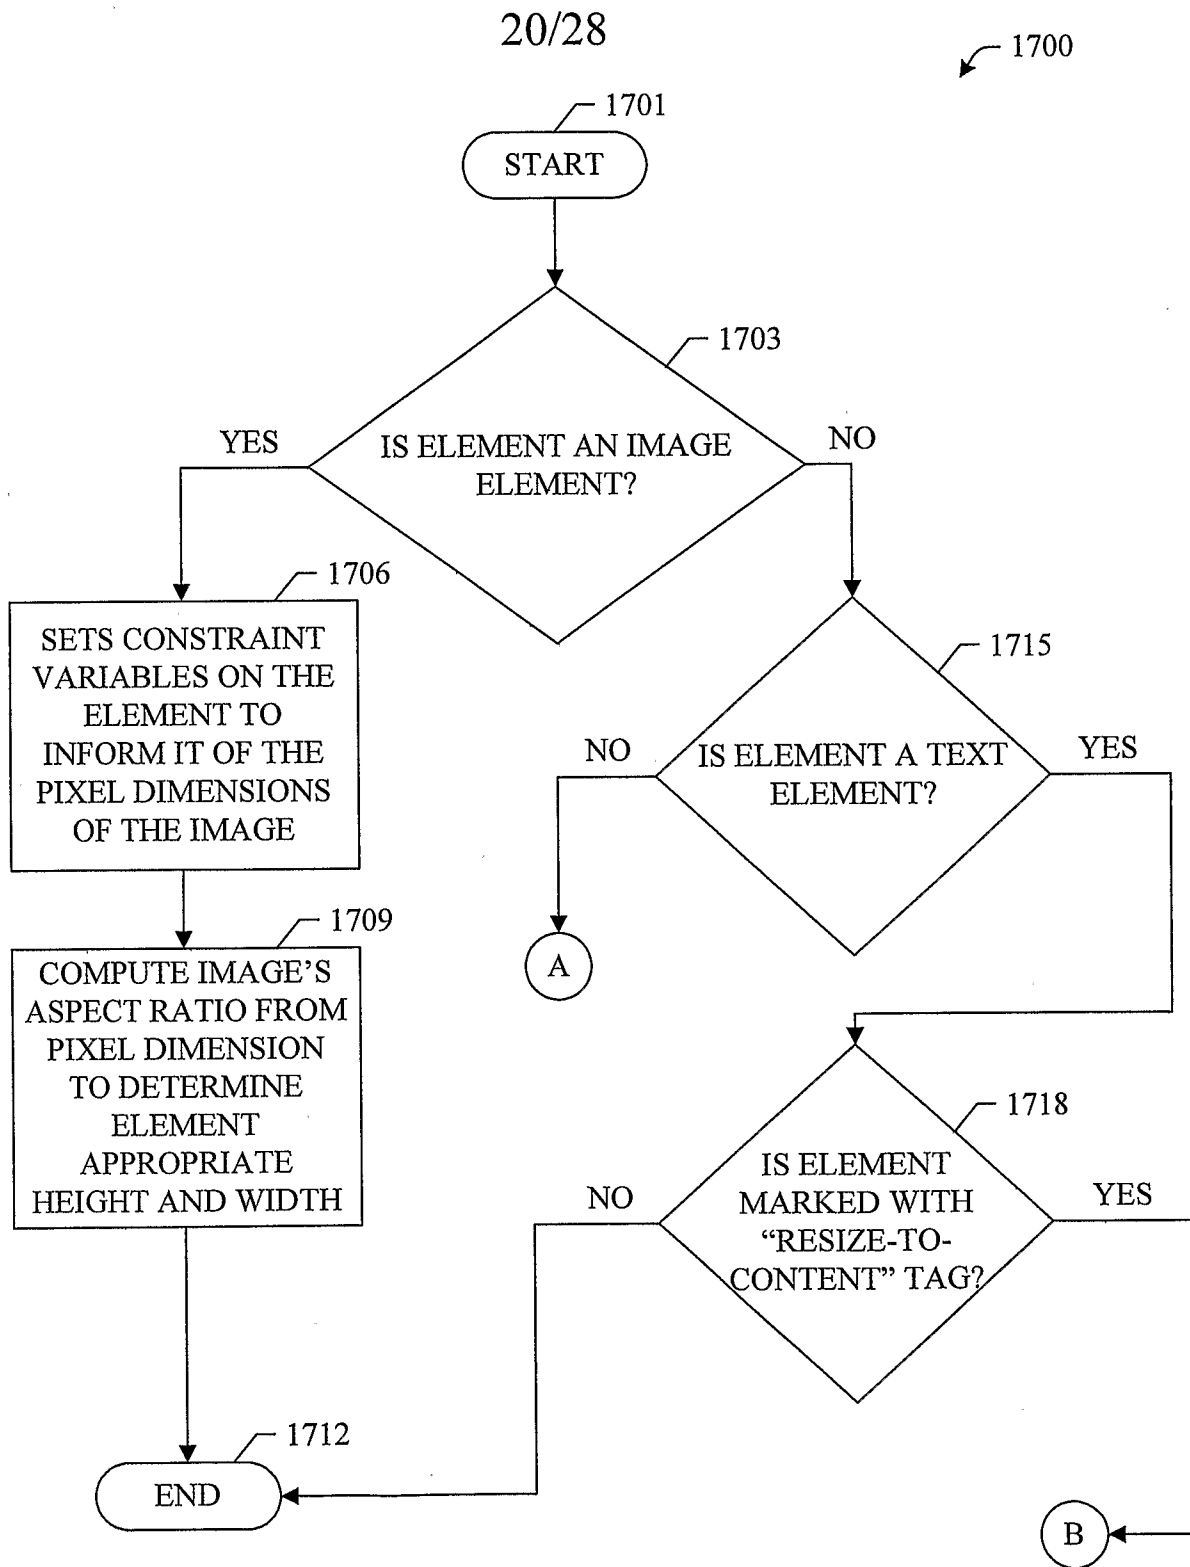 20/28
1700
1701
START
1703
YES
IS ELEMENT AN IMAGE
ELEMENT?
NO
1706
SETS CONSTRAINT
VARIABLES ON THE
ELEMENT TO
INFORM IT OF THE
PIXEL DIMENSIONS
OF THE IMAGE
1715
NO
IS ELEMENT A TEXT
ELEMENT?
YES
1709
COMPUTE IMAGE'S
ASPECT RATIO FROM
PIXEL DIMENSION
TO DETERMINE
ELEMENT
APPROPRIATE
HEIGHT AND WIDTH
A
1718
NO
IS ELEMENT
MARKED WITH
“RESIZE-TO-
CONTENT” TAG?
YES
1712
END
B